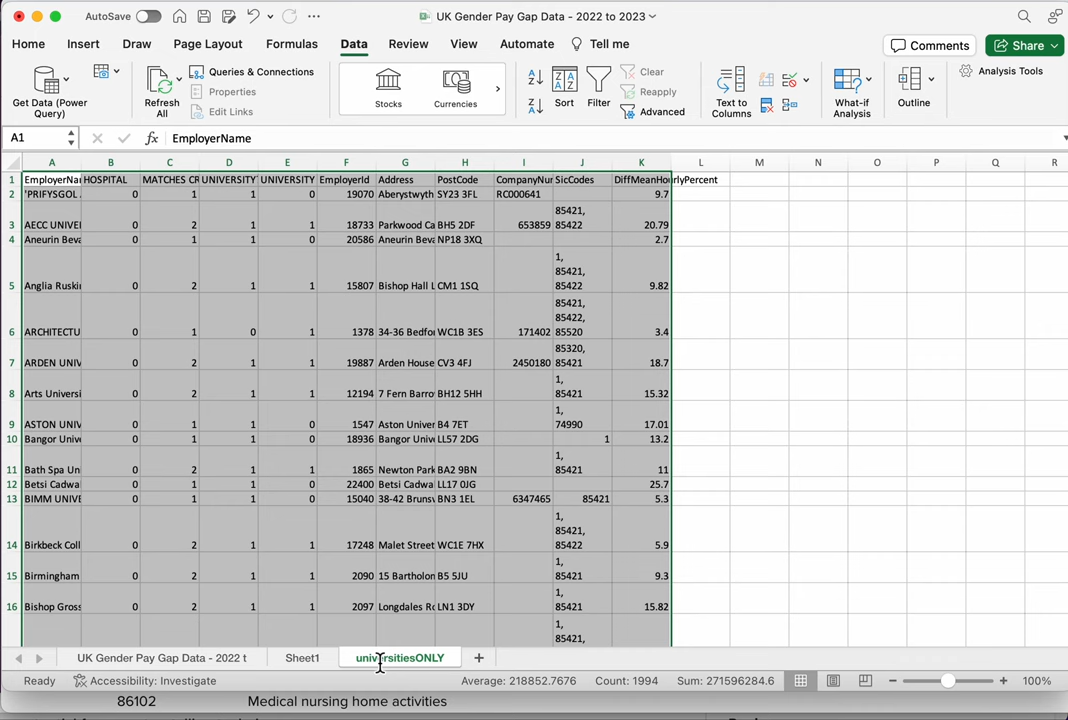 AutoSave
UK Gender Pay Gap Data - 2022 to 2023
Home Insert Draw Page Layout Formulas Data Review View Automate Tell me Comments Share
Get Data (Power Query)
Refresh All
Queries & Connections
Properties
Edit Links
Stocks
Currencies
Sort
Filter
Clear
Reapply
Advanced
Text to Columns
What-if Analysis
Outline
Analysis Tools
A1 fx EmployerName
A B C D E F G H I J K L M N O P Q R
1 EmployerNa HOSPITAL MATCHES CR UNIVERSITY UNIVERSITY EmployerId Address PostCode CompanyNu SicCodes DiffMeanHourlyPercent
2 'PRIFYSGOL 0 1 1 0 19070 Aberystwyth SY23 3FL RC000641 9.7
3 AECC UNIVE 0 2 1 1 18733 Parkwood Ca BH5 2DF 653859 85421, 85422 20.79
4 Aneurin Beva 0 1 1 0 20586 Aneurin Beva NP18 3XQ 2.7
5 Anglia Ruski 0 2 1 1 15807 Bishop Hall L CM1 1SQ 1, 85421, 85422 9.82
6 ARCHITECTU 0 1 0 1 1378 34-36 Bedfor WC1B 3ES 171402 85421, 85422, 85520 3.4
7 ARDEN UNIV 0 2 1 1 19887 Arden House CV3 4FJ 2450180 85320, 85421 18.7
8 Arts Universi 0 2 1 1 12194 7 Fern Barro BH12 5HH 1, 85421 15.32
9 ASTON UNIV 0 1 1 0 1547 Aston Univer B4 7ET 1, 74990 17.01
10 Bangor Unive 0 1 1 0 18936 Bangor Unive LL57 2DG 1 13.2
11 Bath Spa Un 0 2 1 1 1865 Newton Park BA2 9BN 1, 85421 11
12 Betsi Cadwa 0 1 1 0 22400 Betsi Cadwa LL17 0JG 25.7
13 BIMM UNIVE 0 1 1 0 15040 38-42 Brunsv BN3 1EL 6347465 85421 5.3
14 Birkbeck Coll 0 2 1 1 17248 Malet Street WC1E 7HX 1, 85421, 85422 5.9
15 Birmingham 0 2 1 1 2090 15 Bartholon B5 5JU 1, 85421 9.3
16 Bishop Gross 0 2 1 1 2097 Longdales Ro LN1 3DY 1, 85421 15.82
1, 85421,
UK Gender Pay Gap Data - 2022 t Sheet1 universitiesONLY
Ready Accessibility: Investigate Average: 218852.7676 Count: 1994 Sum: 271596284.6 100%
86102 Medical nursing home activities